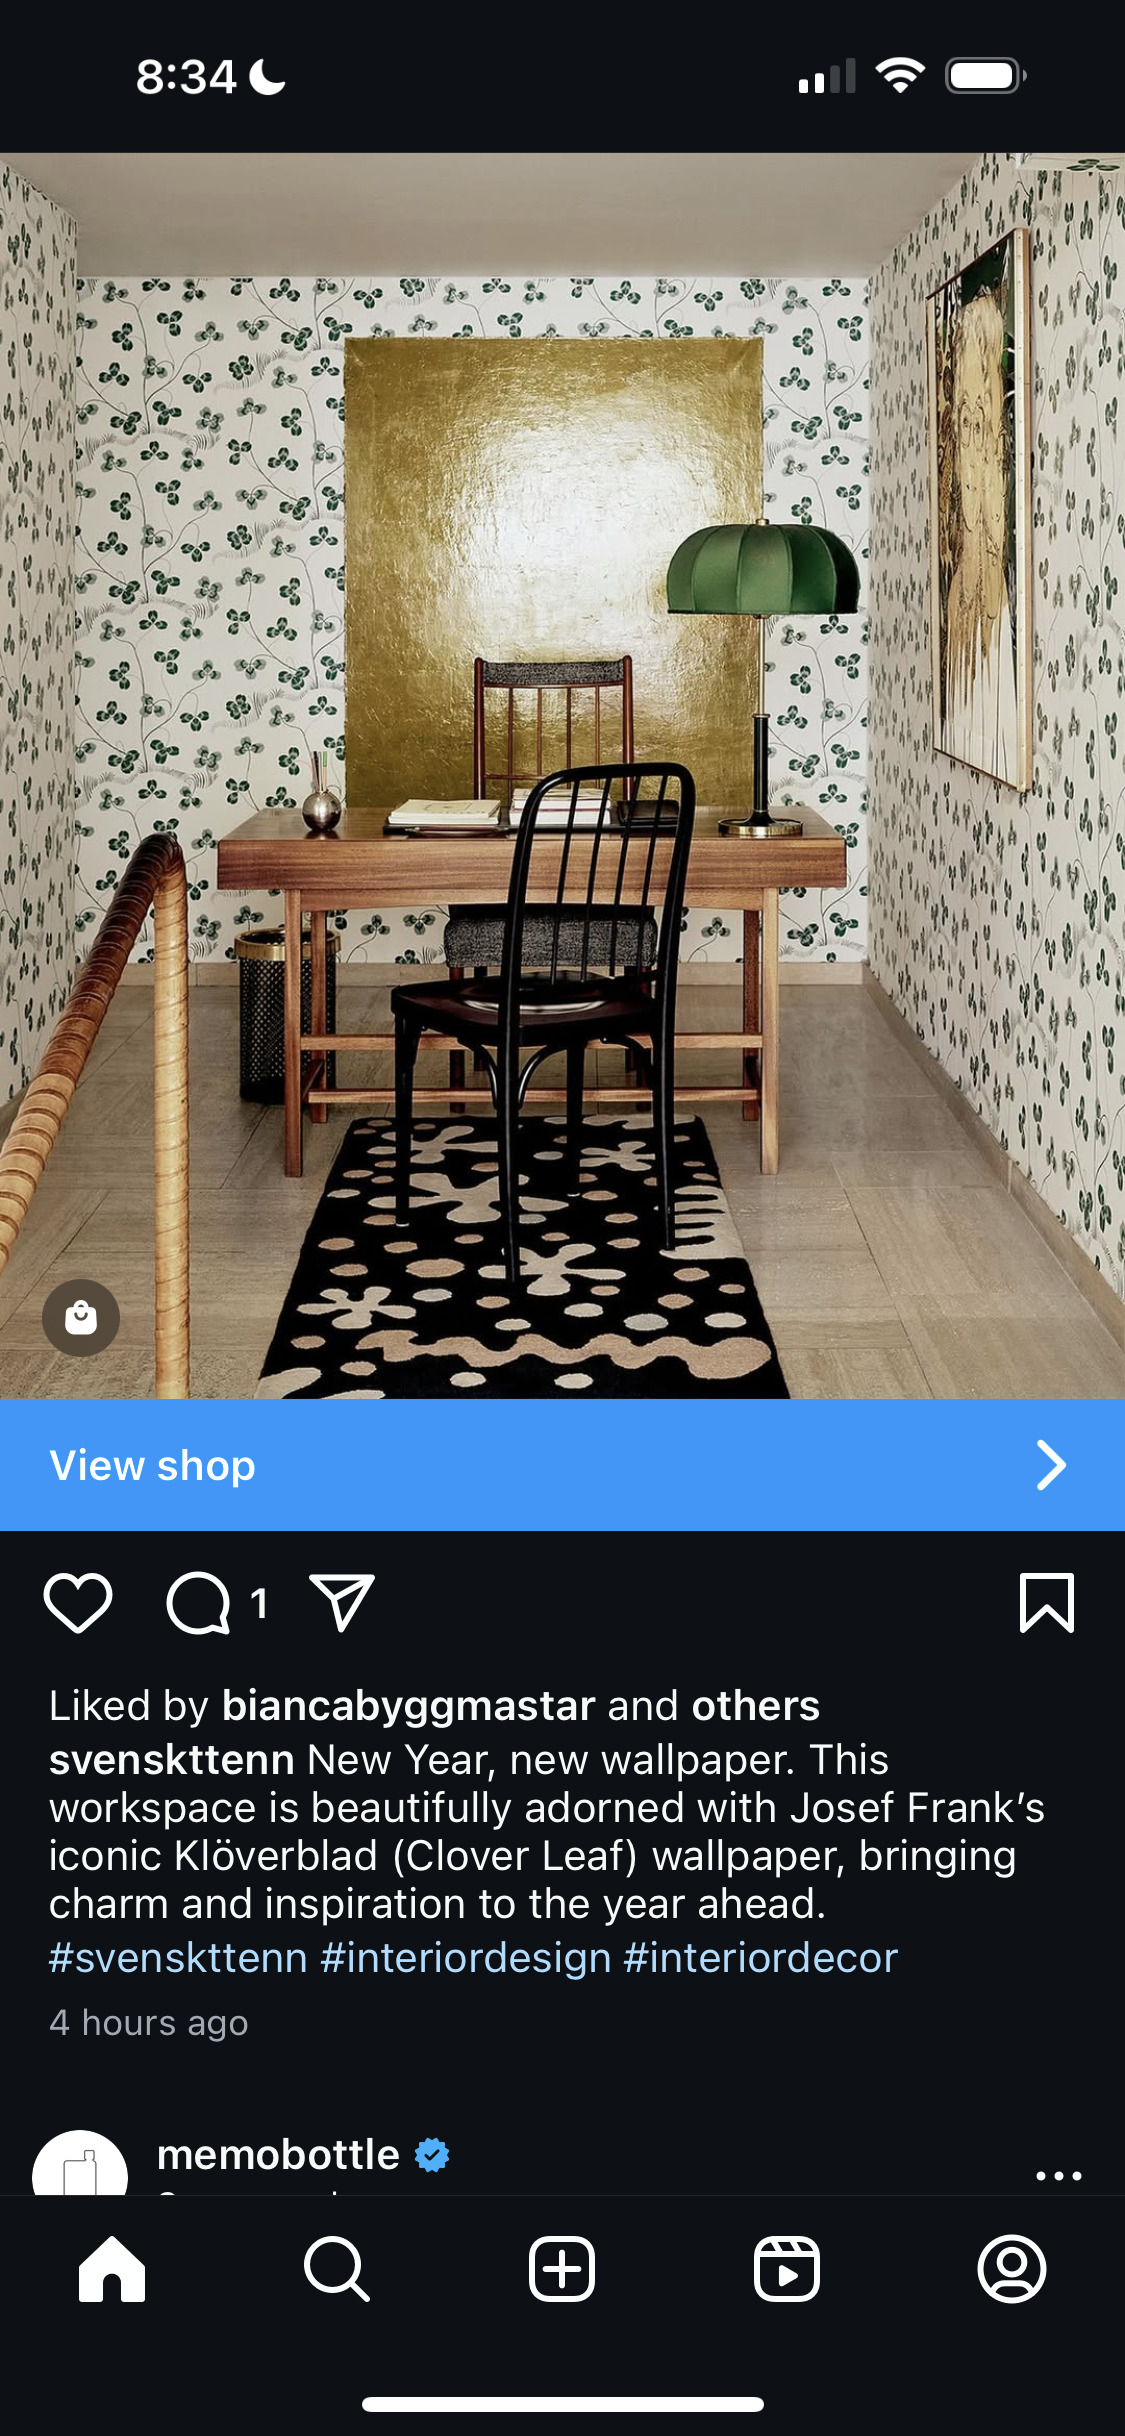 8:34
View shop
1
Liked by biancabyggmastar and others
svenskttenn New Year, new wallpaper. This
workspace is beautifully adorned with Josef Frank’s
iconic Klöverblad (Clover Leaf) wallpaper, bringing
charm and inspiration to the year ahead.
#svenskttenn #interiordesign #interiordecor
4 hours ago
memobottle